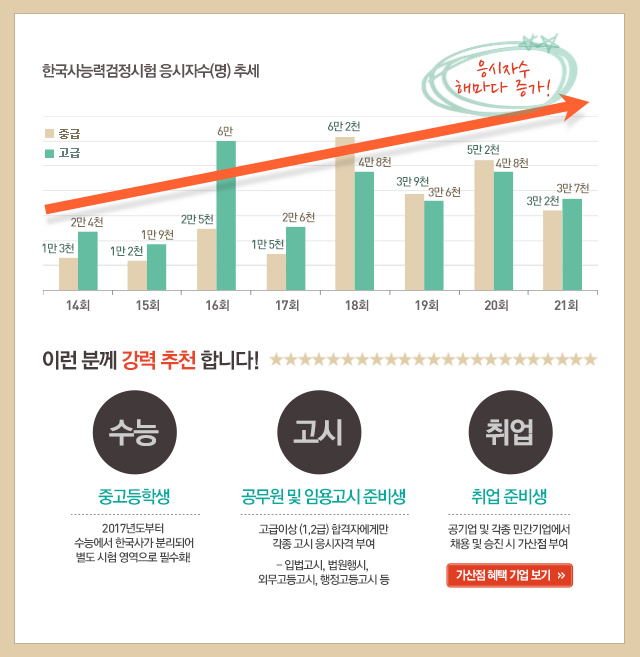 한국사능력검정시험 응시자수(명) 추세
응시자수
해마다 증가!
중급
고급
1만 3천
2만 4천
1만 2천
1만 9천
2만 5천
6만
1만 5천
2만 6천
6만 2천
4만 8천
3만 9천
3만 6천
5만 2천
4만 8천
3만 2천
3만 7천
14회
15회
16회
17회
18회
19회
20회
21회
이런 분께 강력 추천 합니다!
수능
중고등학생
2017년도부터
수능에서 한국사가 분리되어
별도 시험 영역으로 필수화!
고시
공무원 및 임용고시 준비생
고급이상 (1,2급) 합격자에게만
각종 고시 응시자격 부여
– 입법고시, 법원행시,
외무고등고시, 행정고등고시 등
취업
취업 준비생
공기업 및 각종 민간기업에서
채용 및 승진 시 가산점 부여
가산점 혜택 기업 보기 »